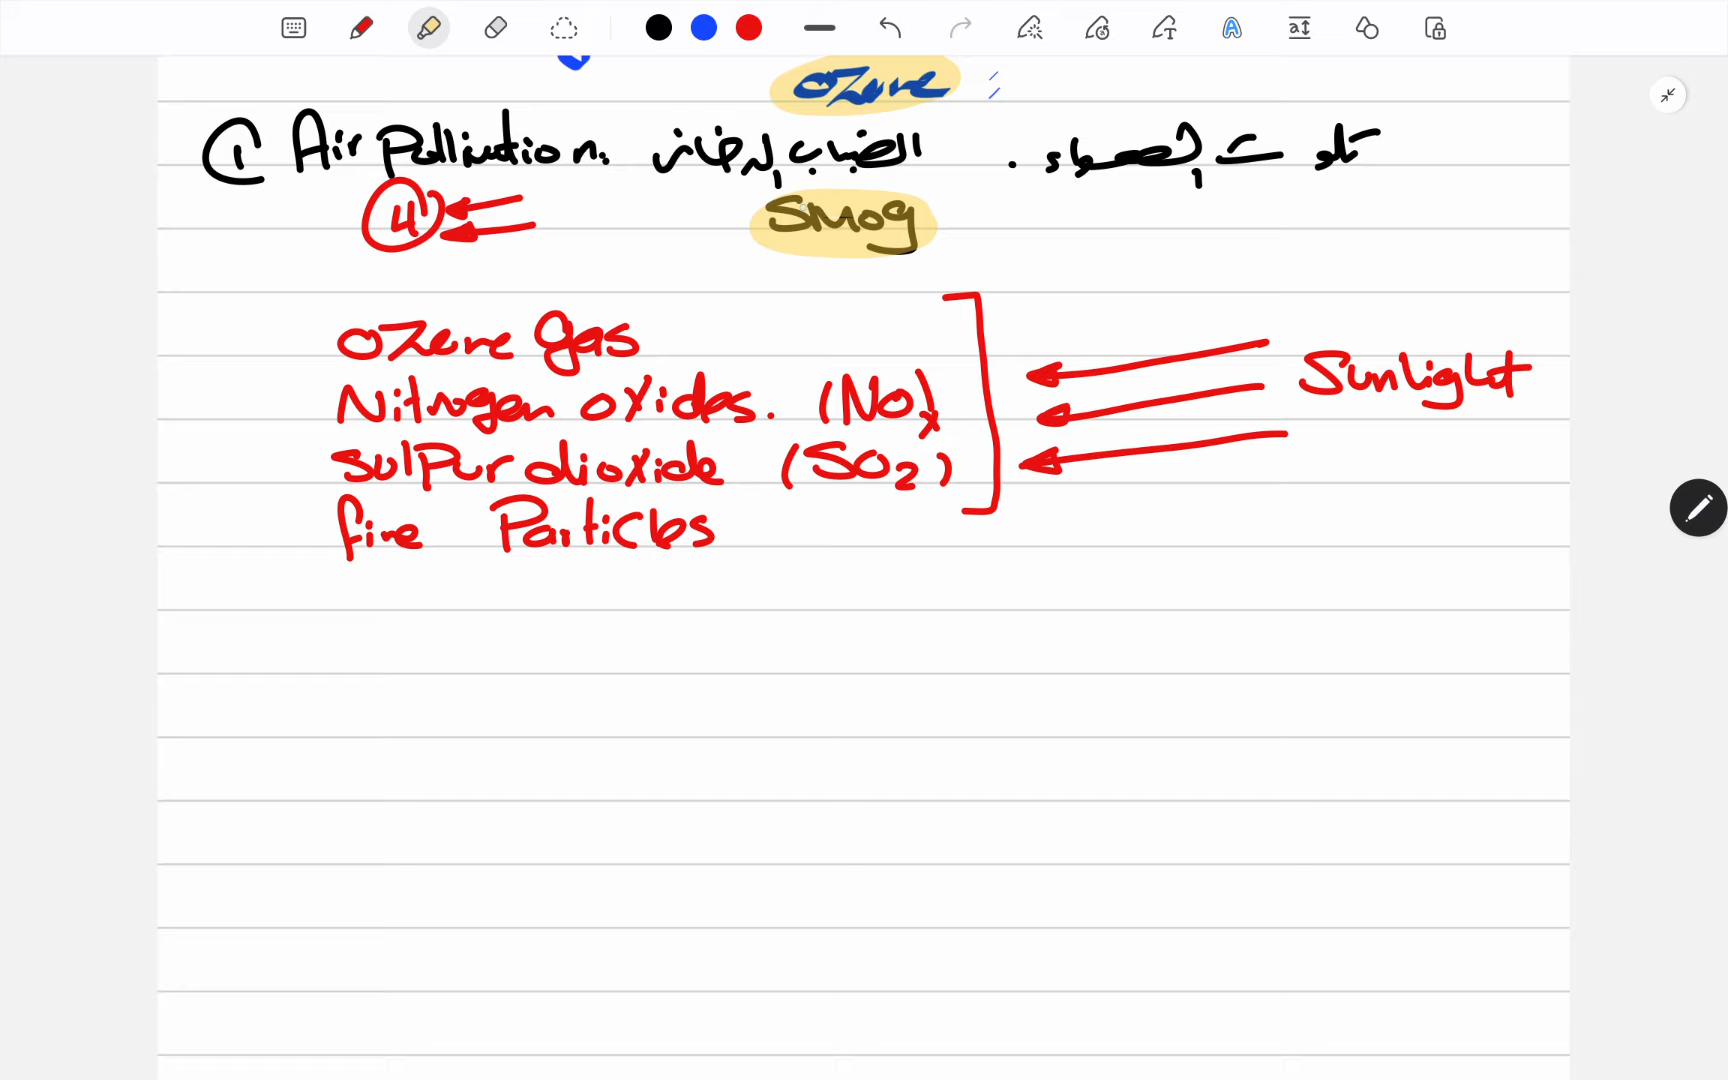 ozone
① Air Pollution. الضباب الدخاني . تلوث الهواء
④ Smog
ozone gas
Nitrogen oxides. (NOx)
Sunlight
sulpur dioxide (SO2)
fine Particles